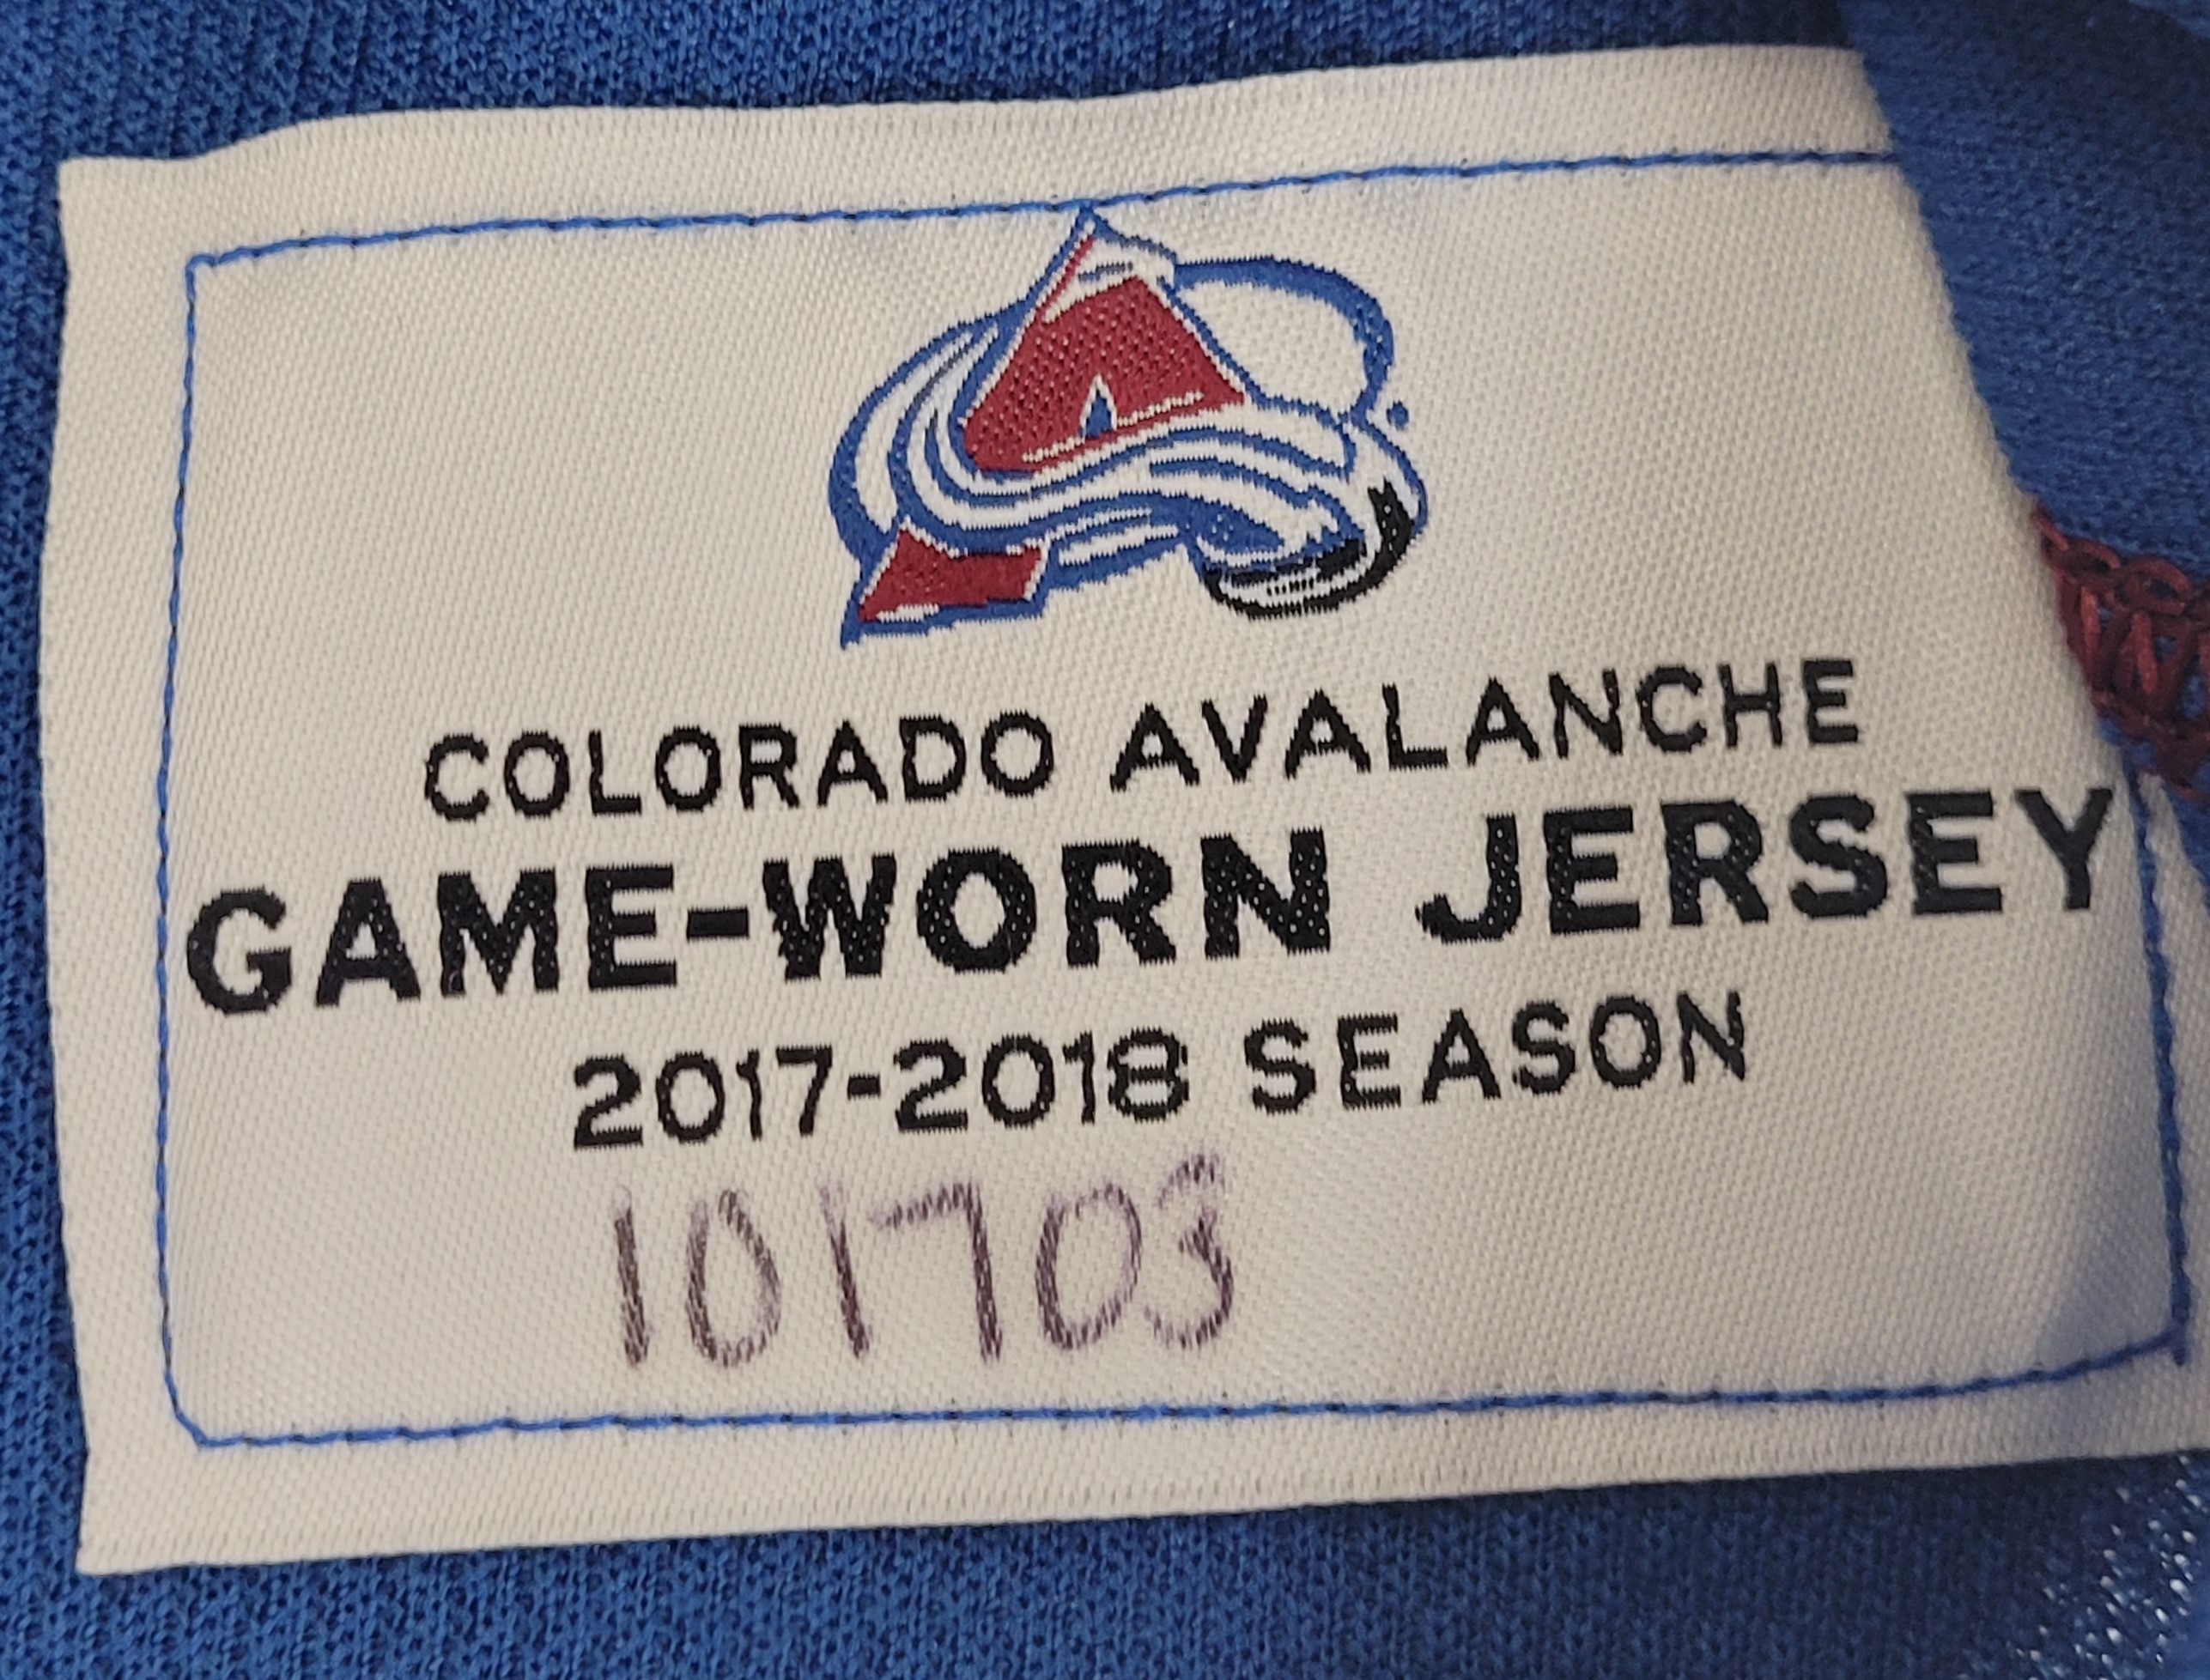 COLORADO AVALANCHE
GAME-WORN JERSEY
2017-2018 SEASON
101703